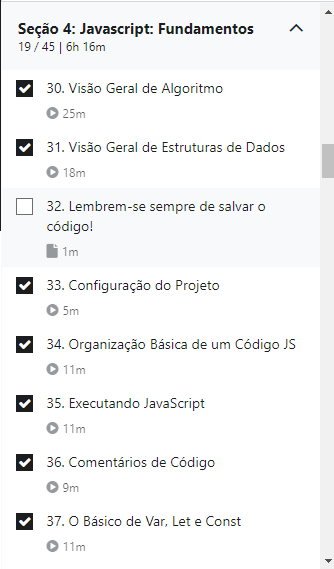 Seção 4: Javascript: Fundamentos
19 / 45 | 6h 16m
30. Visão Geral de Algoritmo
25m
31. Visão Geral de Estruturas de Dados
18m
32. Lembrem-se sempre de salvar o
código!
1m
33. Configuração do Projeto
5m
34. Organização Básica de um Código JS
11m
35. Executando JavaScript
11m
36. Comentários de Código
9m
37. O Básico de Var, Let e Const
11m